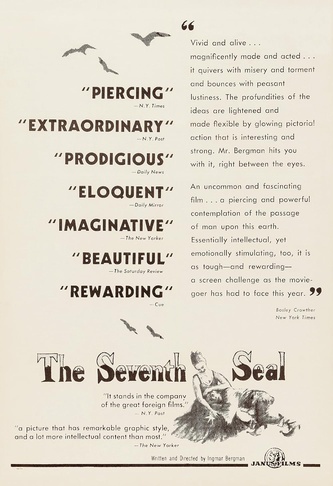 "PIERCING"
—N.Y. Times
"EXTRAORDINARY"
—N.Y. Post
"PRODIGIOUS"
—Daily News
"ELOQUENT"
—Daily Mirror
"IMAGINATIVE"
—The New Yorker
"BEAUTIFUL"
—The Saturday Review
"REWARDING"
—Cue
“
Vivid and alive . . .
magnificently made and acted . . .
it quivers with misery and torment
and bounces with peasant
lustiness. The profundities of the
ideas are lightened and
made flexible by glowing pictorial
action that is interesting and
strong. Mr. Bergman hits you
with it, right between the eyes.
An uncommon and fascinating
film . . . a piercing and powerful
contemplation of the passage
of man upon this earth.
Essentially intellectual, yet
emotionally stimulating, too, it is
as tough—and rewarding—
a screen challenge as the movie-
goer has had to face this year. ”
Bosley Crowther
New York Times
The Seventh Seal
"It stands in the company
of the great foreign films."
—N.Y. Post
"a picture that has remarkable graphic style,
and a lot more intellectual content than most."
—The New Yorker
Written and Directed by Ingmar Bergman
JANUS FILMS